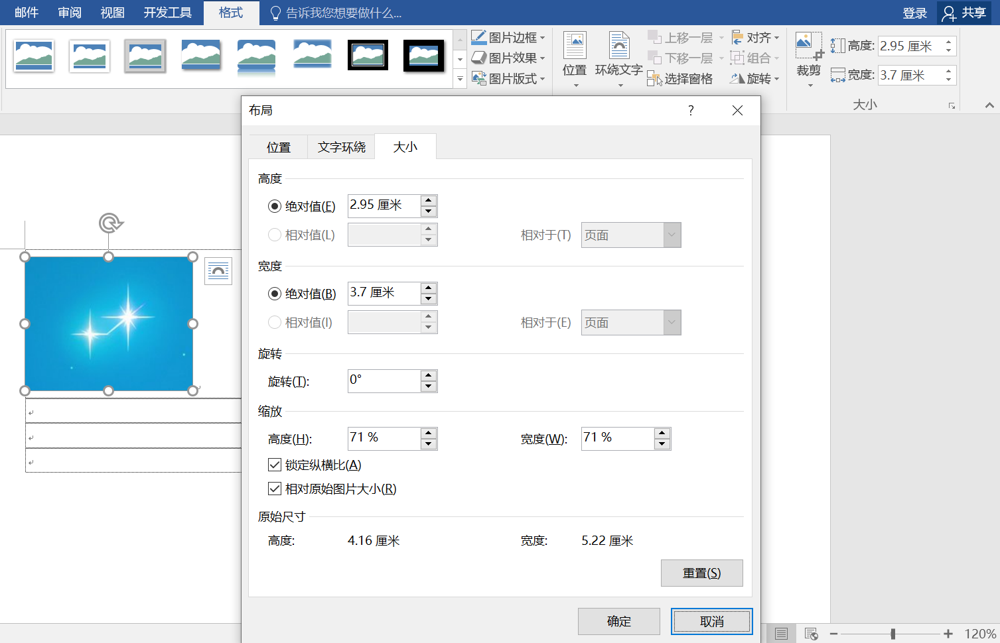 邮件 审阅 视图 开发工具 格式 告诉我您想要做什么... 登录 共享
图片边框 上移一层 对齐 高度: 2.95 厘米
图片效果 下移一层 组合
位置 环绕文字 裁剪 宽度: 3.7 厘米
图片版式 选择窗格 旋转
大小
布局 ?
位置 文字环绕 大小
高度
绝对值(E) 2.95 厘米
相对值(L) 相对于(T) 页面
宽度
绝对值(B) 3.7 厘米
相对值(I) 相对于(E) 页面
旋转
旋转(T): 0°
缩放
高度(H): 71 % 宽度(W): 71 %
锁定纵横比(A)
相对原始图片大小(R)
原始尺寸
高度: 4.16 厘米 宽度: 5.22 厘米
重置(S)
确定 取消
120%